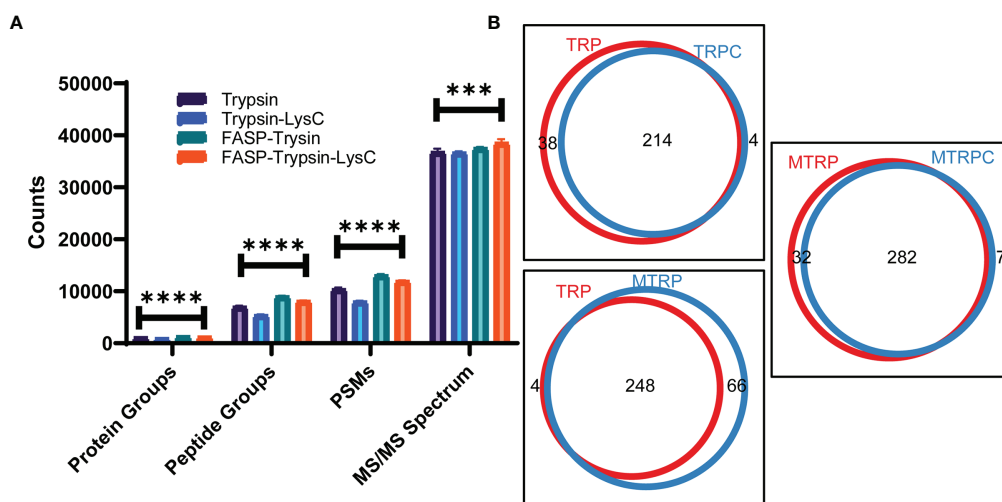 A
B
50000
40000
30000
20000
10000
0
Counts
Trypsin
Trypsin-LysC
FASP-Trysin
FASP-Trypsin-LysC
****
****
****
***
Protein Groups
Peptide Groups
PSMs
MS/MS Spectrum
TRP
TRPC
38
214
4
TRP
MTRP
4
248
66
MTRP
MTRPC
32
282
7